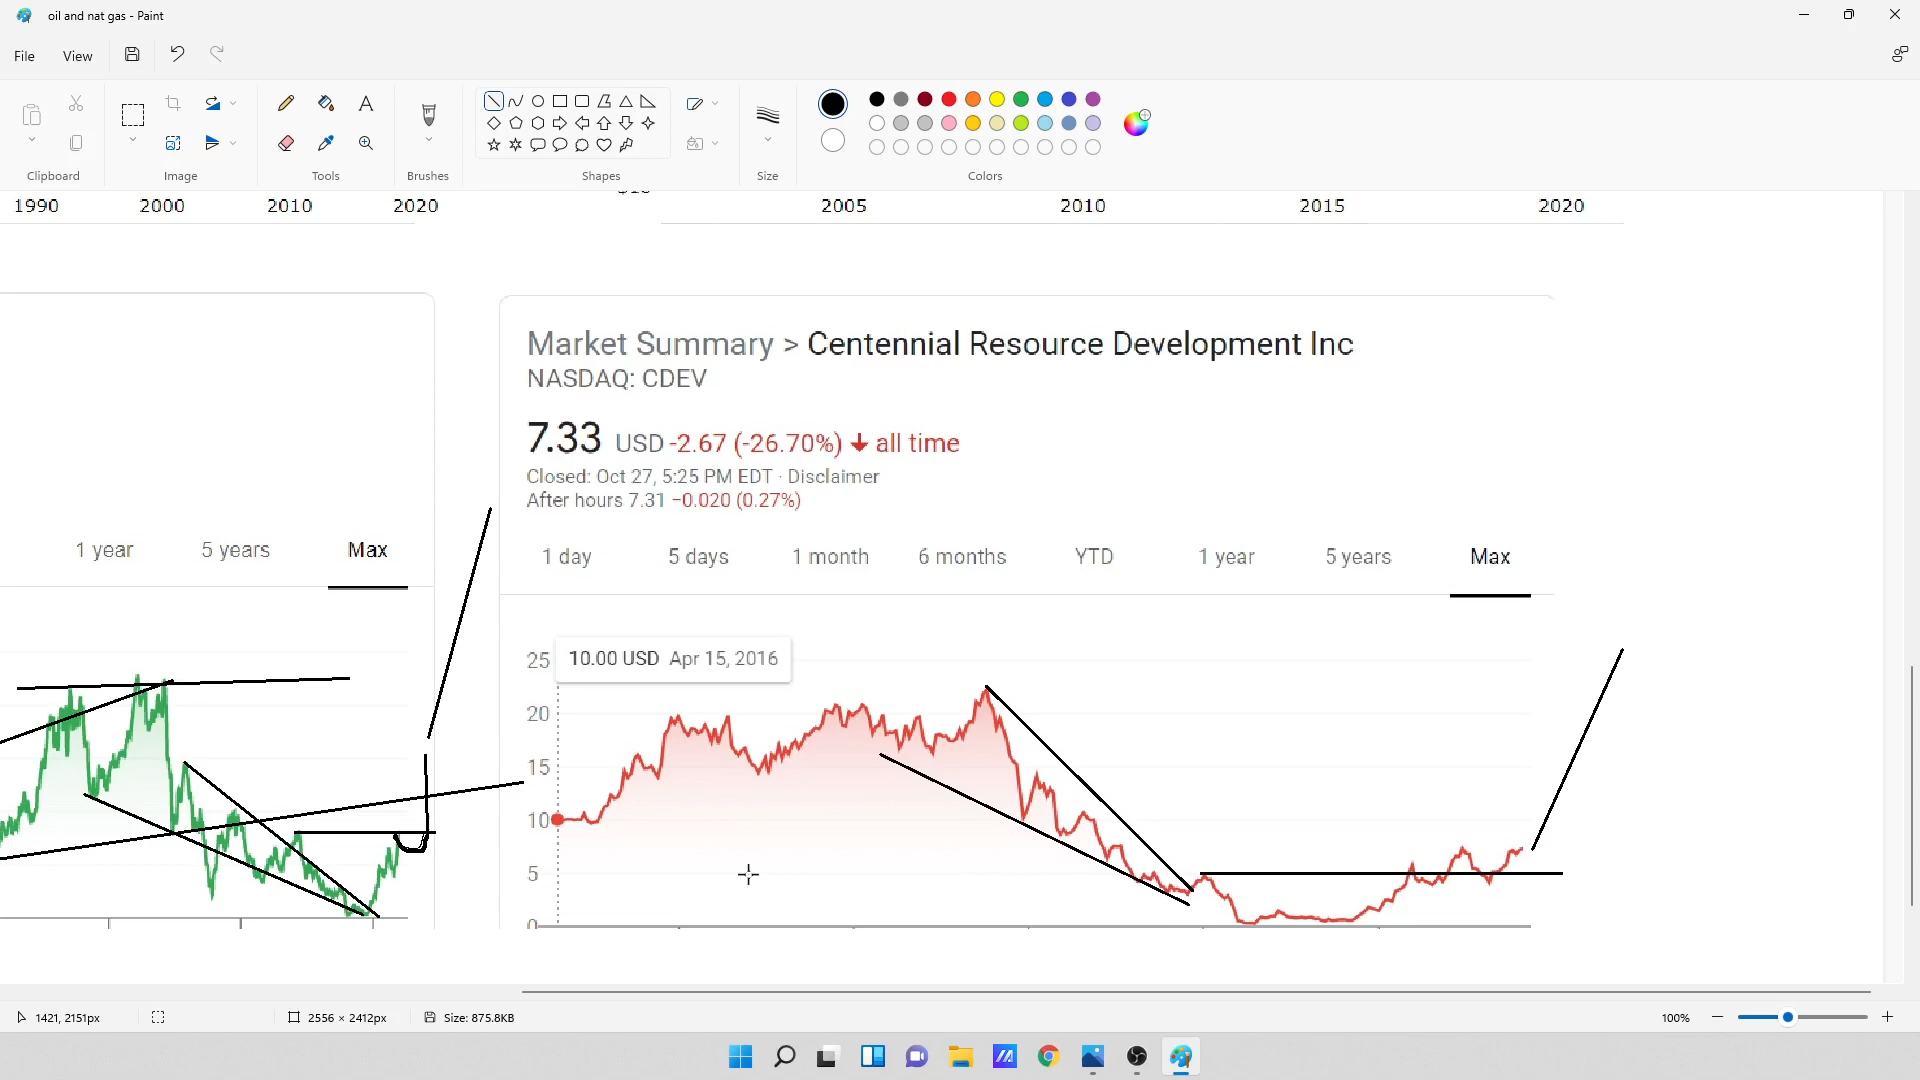 oil and nat gas - Paint
File View
Clipboard Image Tools Brushes Shapes Size Colors
1990 2000 2010 2020
2005 2010 2015 2020
Market Summary > Centennial Resource Development Inc
NASDAQ: CDEV
7.33 USD -2.67 (-26.70%) ↓ all time
Closed: Oct 27, 5:25 PM EDT · Disclaimer
After hours 7.31 −0.020 (0.27%)
1 year 5 years Max
1 day 5 days 1 month 6 months YTD 1 year 5 years Max
25
10.00 USD Apr 15, 2016
20
15
10
5
0
1421, 2151px
2556 × 2412px
Size: 875.8KB
100%